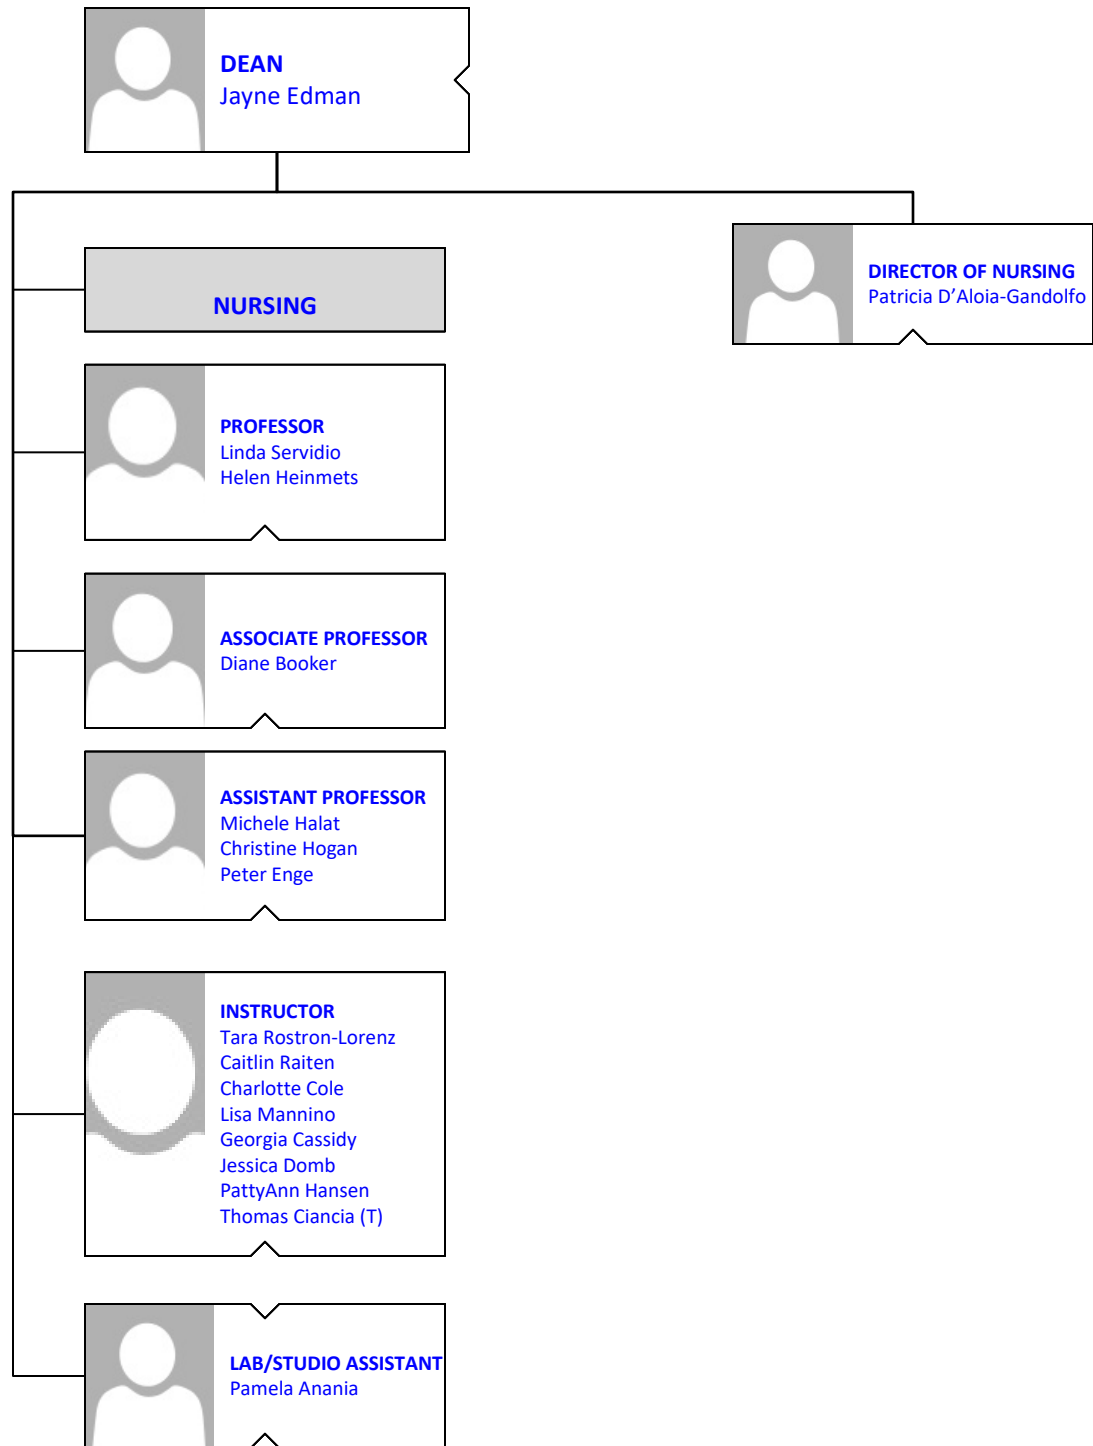 DEAN
Jayne Edman
DIRECTOR OF NURSING
Patricia D’Aloia-Gandolfo
NURSING
PROFESSOR
Linda Servidio
Helen Heinmets
ASSOCIATE PROFESSOR
Diane Booker
ASSISTANT PROFESSOR
Michele Halat
Christine Hogan
Peter Enge
INSTRUCTOR
Tara Rostron-Lorenz
Caitlin Raiten
Charlotte Cole
Lisa Mannino
Georgia Cassidy
Jessica Domb
PattyAnn Hansen
Thomas Ciancia (T)
LAB/STUDIO ASSISTANT
Pamela Anania